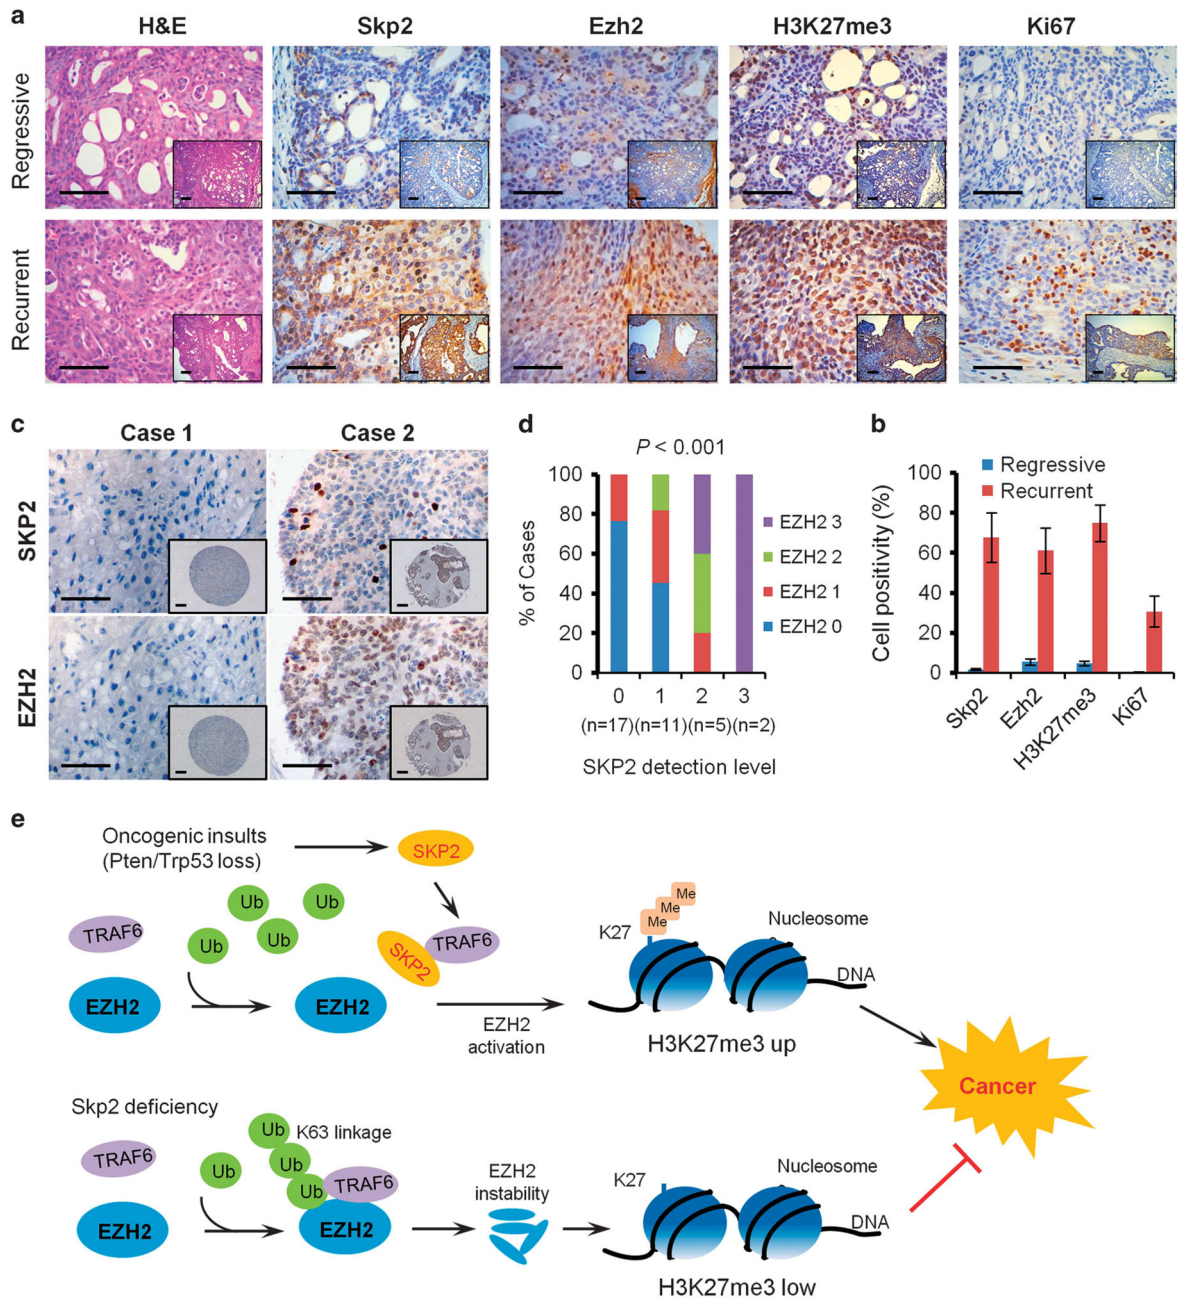 a
H&E
Skp2
Ezh2
H3K27me3
Ki67
Regressive
Recurrent
c
Case 1
Case 2
SKP2
EZH2
d
P < 0.001
% of Cases
100
80
60
40
20
0
EZH2 3
EZH2 2
EZH2 1
EZH2 0
0
1
2
3
(n=17)(n=11)(n=5)(n=2)
SKP2 detection level
b
Cell positivity (%)
100
80
60
40
20
0
Regressive
Recurrent
Skp2
Ezh2
H3K27me3
Ki67
e
Oncogenic insults
(Pten/Trp53 loss)
SKP2
TRAF6
Ub
Ub
Ub
Ub
SKP2
TRAF6
EZH2
EZH2
EZH2
activation
K27
Me
Me
Me
Nucleosome
DNA
H3K27me3 up
Cancer
Skp2 deficiency
TRAF6
Ub
Ub
Ub
Ub
K63 linkage
TRAF6
EZH2
EZH2
EZH2
instability
K27
Nucleosome
DNA
H3K27me3 low